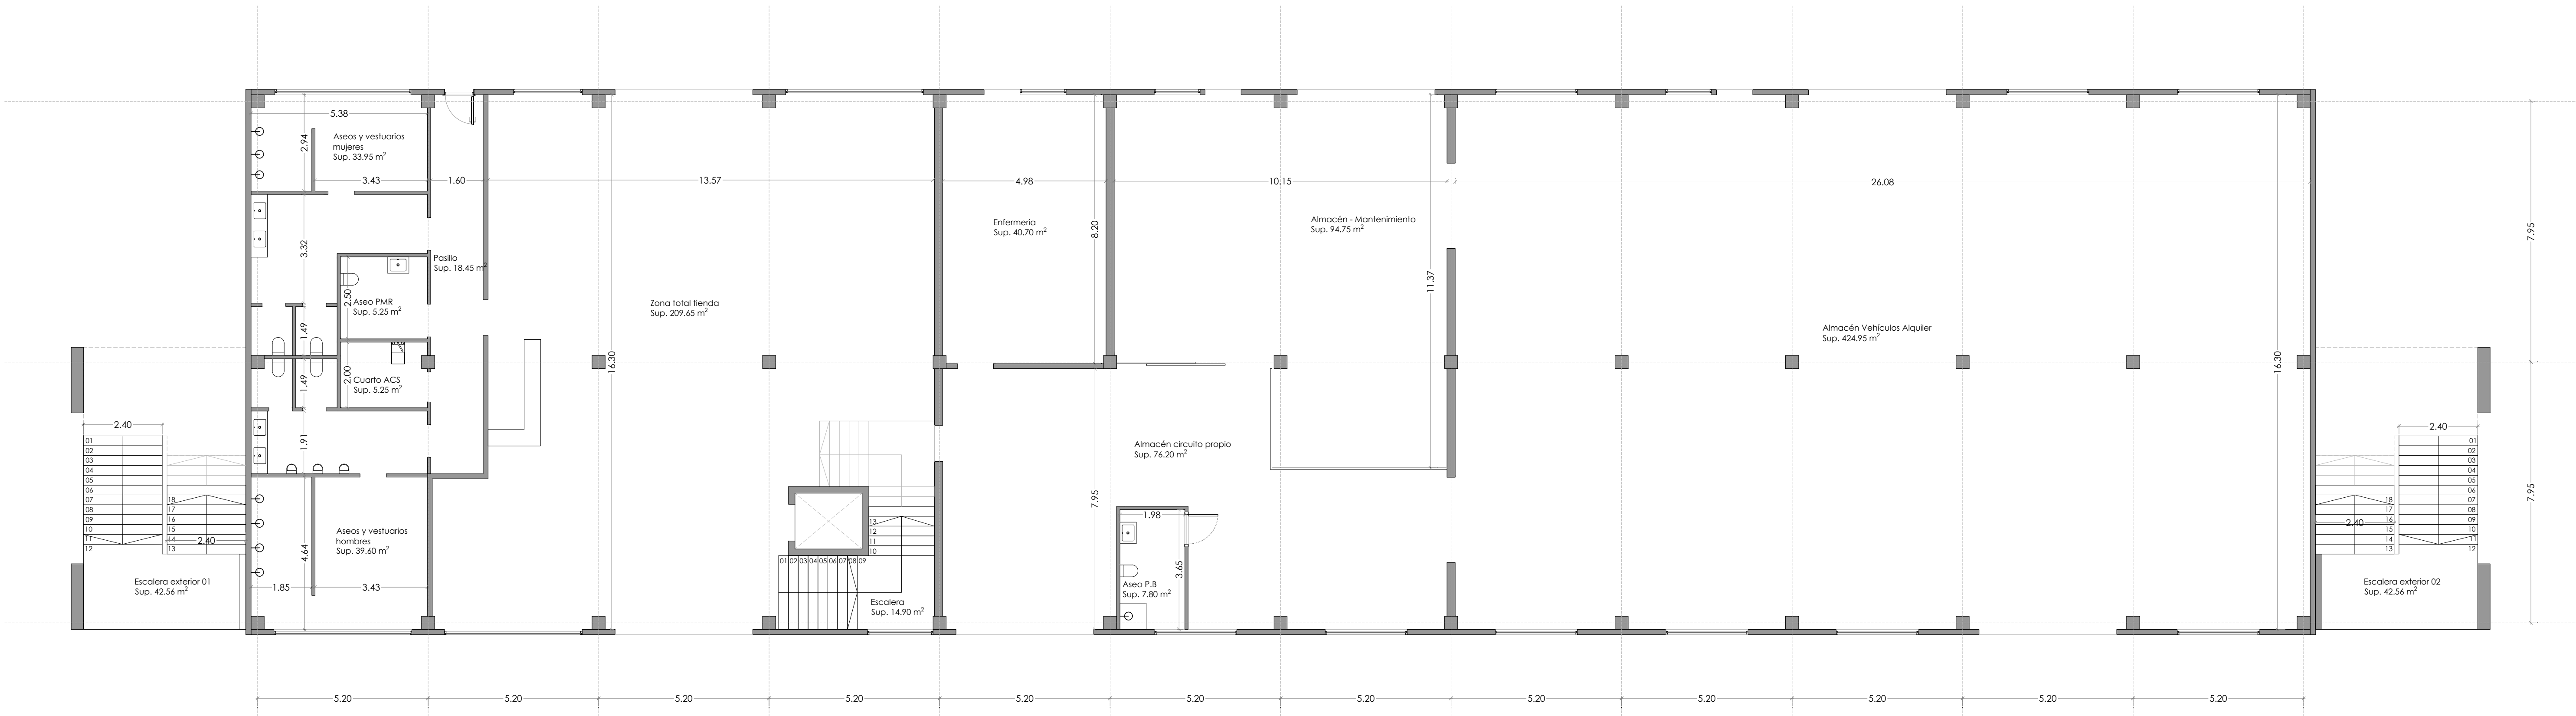 5.38
2.94
Aseos y vestuarios
mujeres
Sup. 33.95 m²
3.43
1.60
13.57
4.98
10.15
26.08
Enfermería
Sup. 40.70 m²
8.20
Almacén - Mantenimiento
Sup. 94.75 m²
7.95
3.32
Pasillo
Sup. 18.45 m²
11.37
2.50
Aseo PMR
Sup. 5.25 m²
Zona total tienda
Sup. 209.65 m²
1.49
Almacén Vehículos Alquiler
Sup. 424.95 m²
16.30
16.30
2.00
Cuarto ACS
Sup. 5.25 m²
1.49
2.40
1.91
2.40
01
02
03
04
05
06
07
08
09
10
11
12
18
17
16
15
14
13
2.40
Almacén circuito propio
Sup. 76.20 m²
7.95
7.95
Aseos y vestuarios
hombres
Sup. 39.60 m²
4.64
1.85
3.43
13
12
11
10
01 02 03 04 05 06 07 08 09
Escalera
Sup. 14.90 m²
1.98
3.65
Aseo P.B
Sup. 7.80 m²
18
17
16
15
14
13
2.40
01
02
03
04
05
06
07
08
09
10
11
12
Escalera exterior 01
Sup. 42.56 m²
Escalera exterior 02
Sup. 42.56 m²
5.20 5.20 5.20 5.20 5.20 5.20 5.20 5.20 5.20 5.20 5.20 5.20